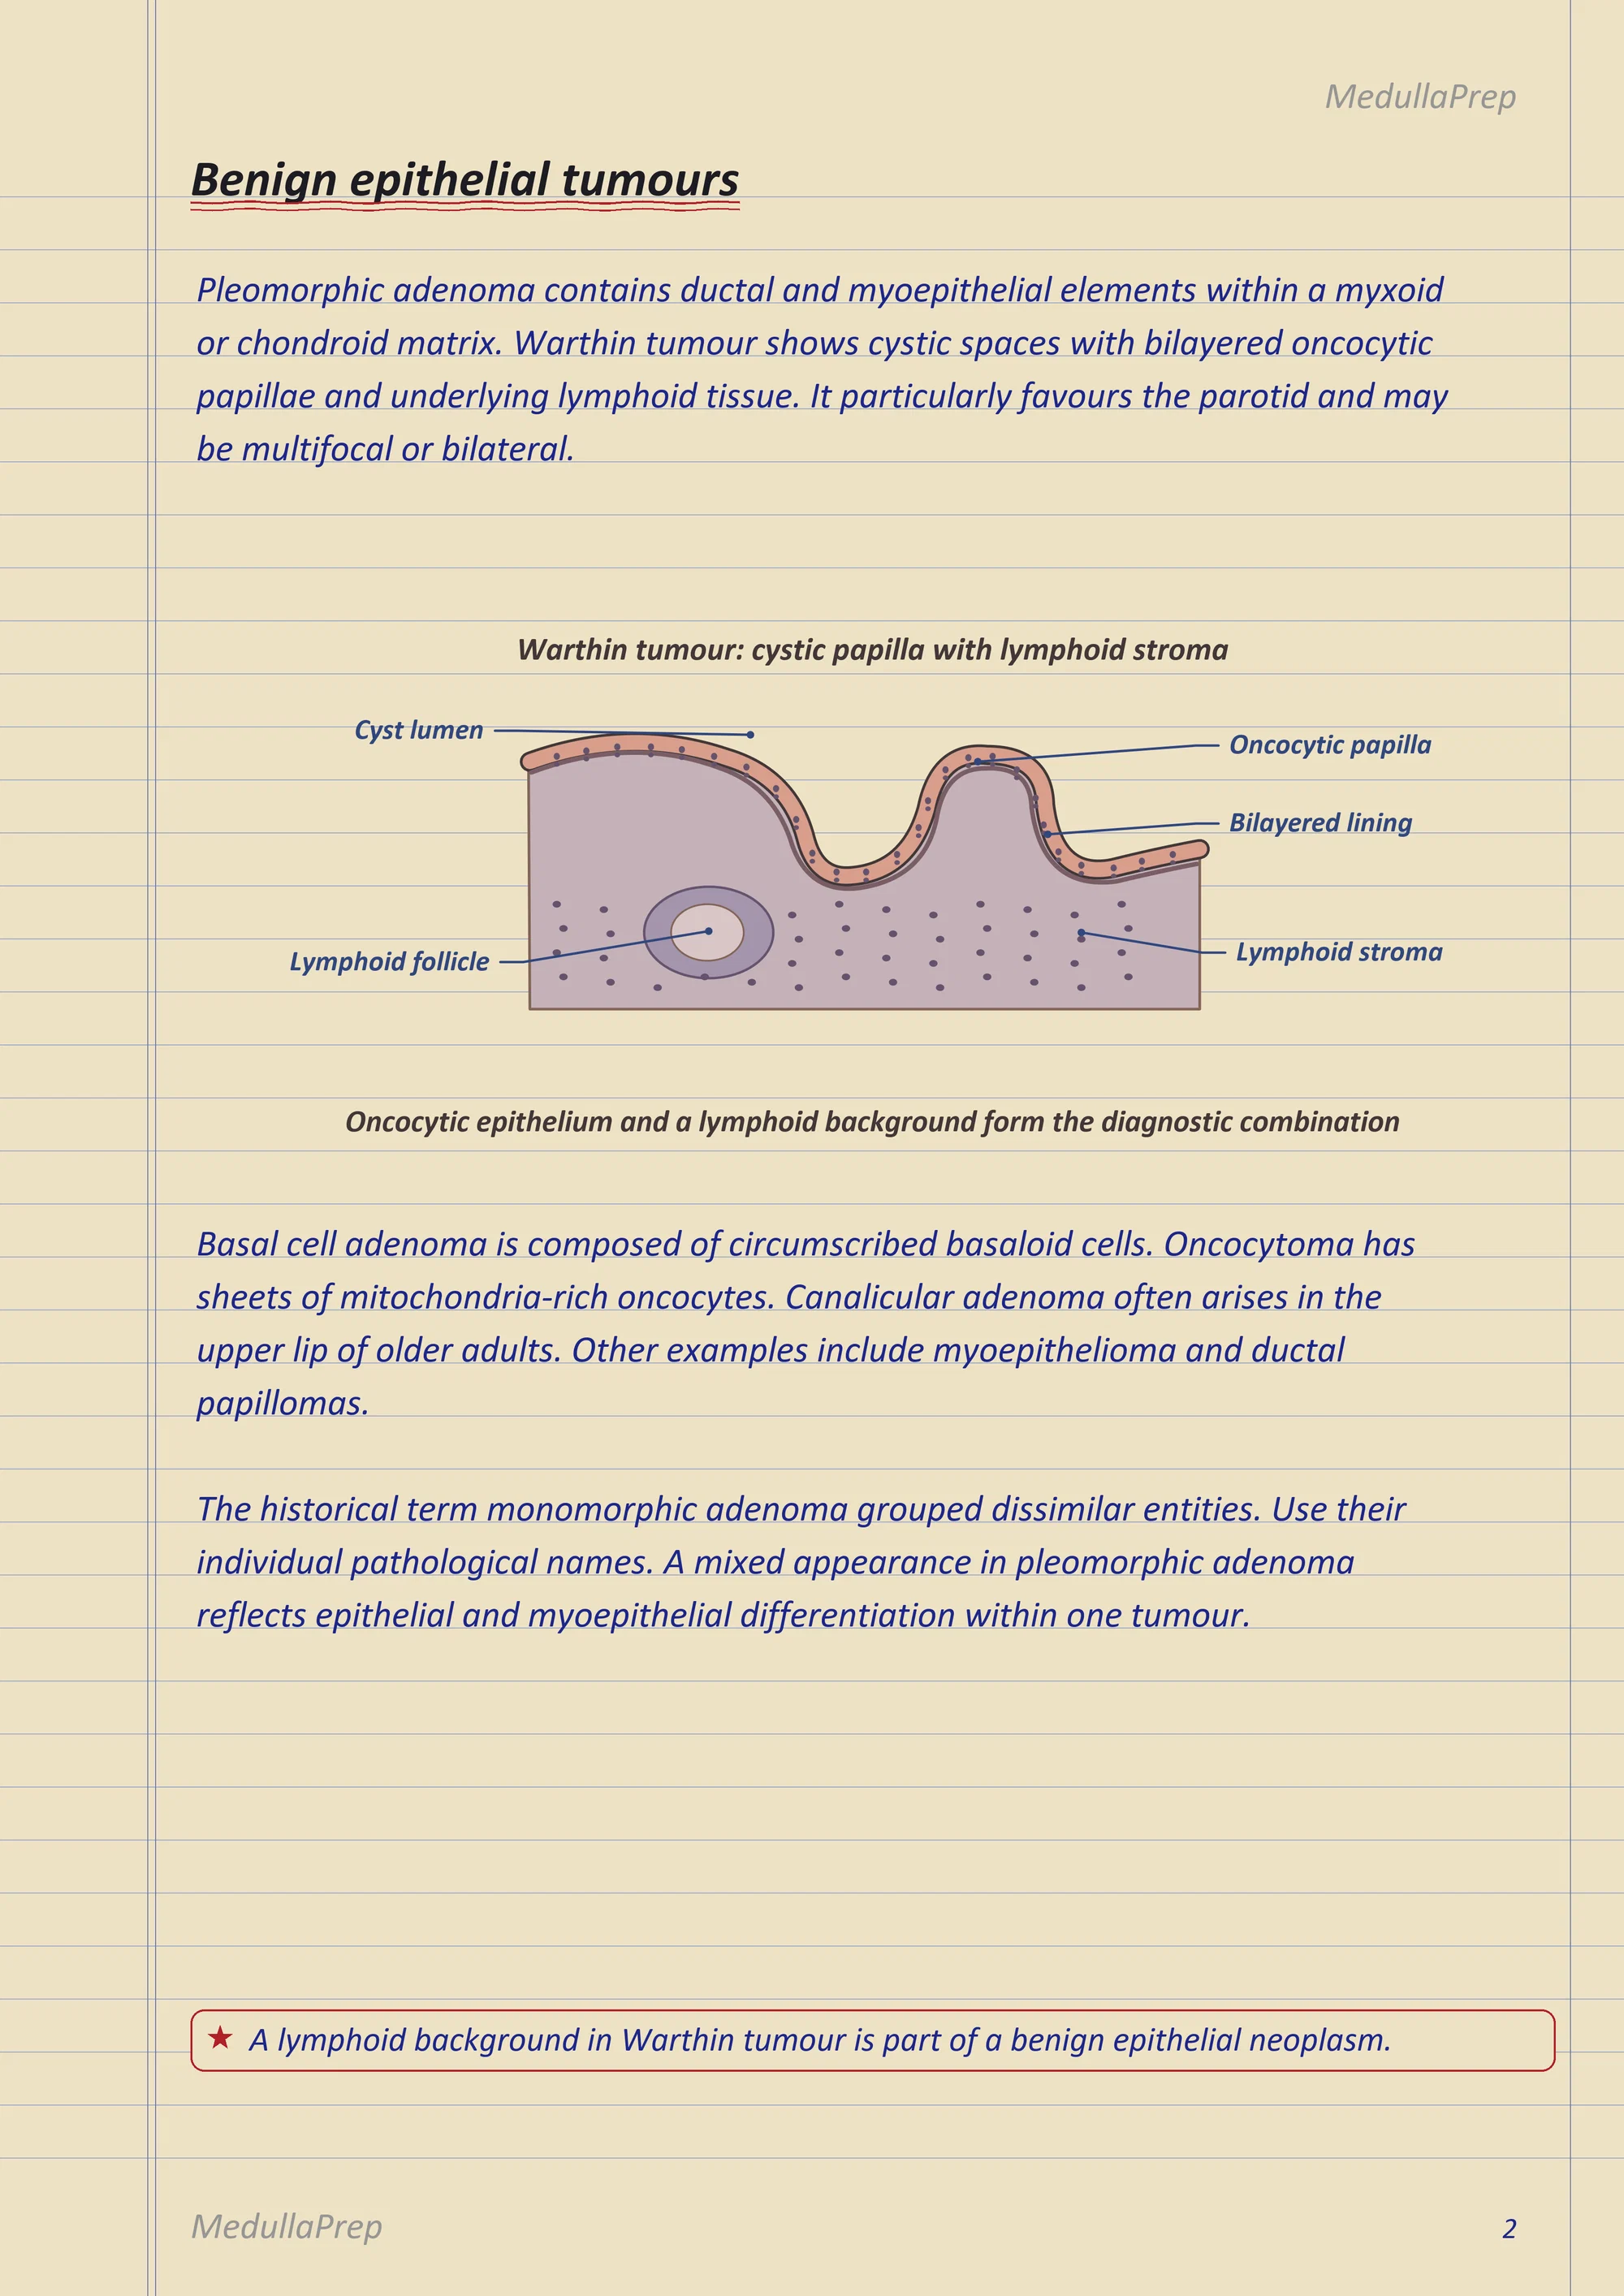 MedullaPrep
Benign epithelial tumours
Pleomorphic adenoma contains ductal and myoepithelial elements within a myxoid
or chondroid matrix. Warthin tumour shows cystic spaces with bilayered oncocytic
papillae and underlying lymphoid tissue. It particularly favours the parotid and may
be multifocal or bilateral.
Warthin tumour: cystic papilla with lymphoid stroma
Cyst lumen
Oncocytic papilla
Bilayered lining
Lymphoid follicle
Lymphoid stroma
Oncocytic epithelium and a lymphoid background form the diagnostic combination
Basal cell adenoma is composed of circumscribed basaloid cells. Oncocytoma has
sheets of mitochondria-rich oncocytes. Canalicular adenoma often arises in the
upper lip of older adults. Other examples include myoepithelioma and ductal
papillomas.
The historical term monomorphic adenoma grouped dissimilar entities. Use their
individual pathological names. A mixed appearance in pleomorphic adenoma
reflects epithelial and myoepithelial differentiation within one tumour.
★ A lymphoid background in Warthin tumour is part of a benign epithelial neoplasm.
MedullaPrep
2